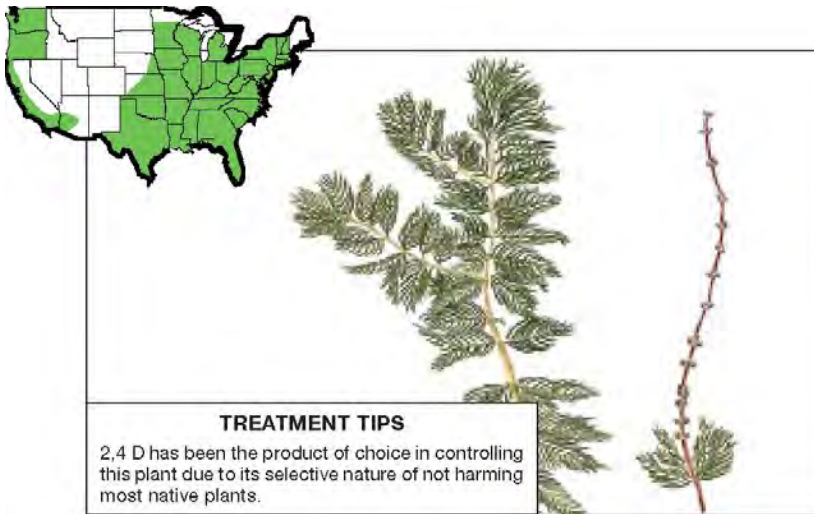 TREATMENT TIPS
2,4 D has been the product of choice in controlling
this plant due to its selective nature of not harming
most native plants.